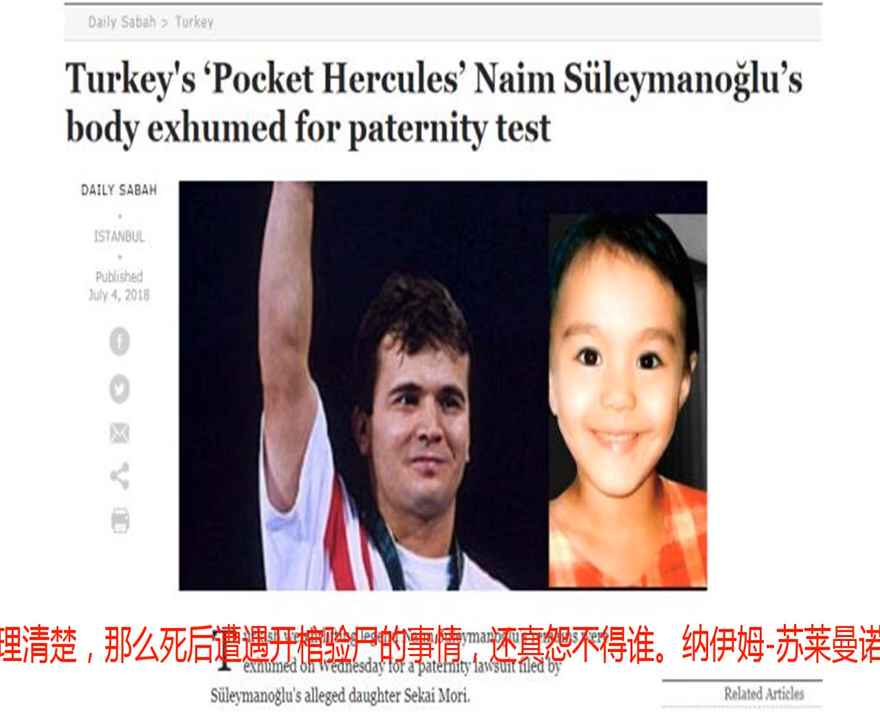 Daily Sabah > Turkey
Turkey's ‘Pocket Hercules’ Naim Süleymanoğlu’s
body exhumed for paternity test
DAILY SABAH
ISTANBUL
Published
July 4, 2018
理清楚，那么死后遭遇开棺验尸的事情，还真怨不得谁。纳伊姆-苏莱曼诺
exhumed on Wednesday for a paternity lawsuit filed by
Süleymanoğlu's alleged daughter Sekai Mori.
Related Articles